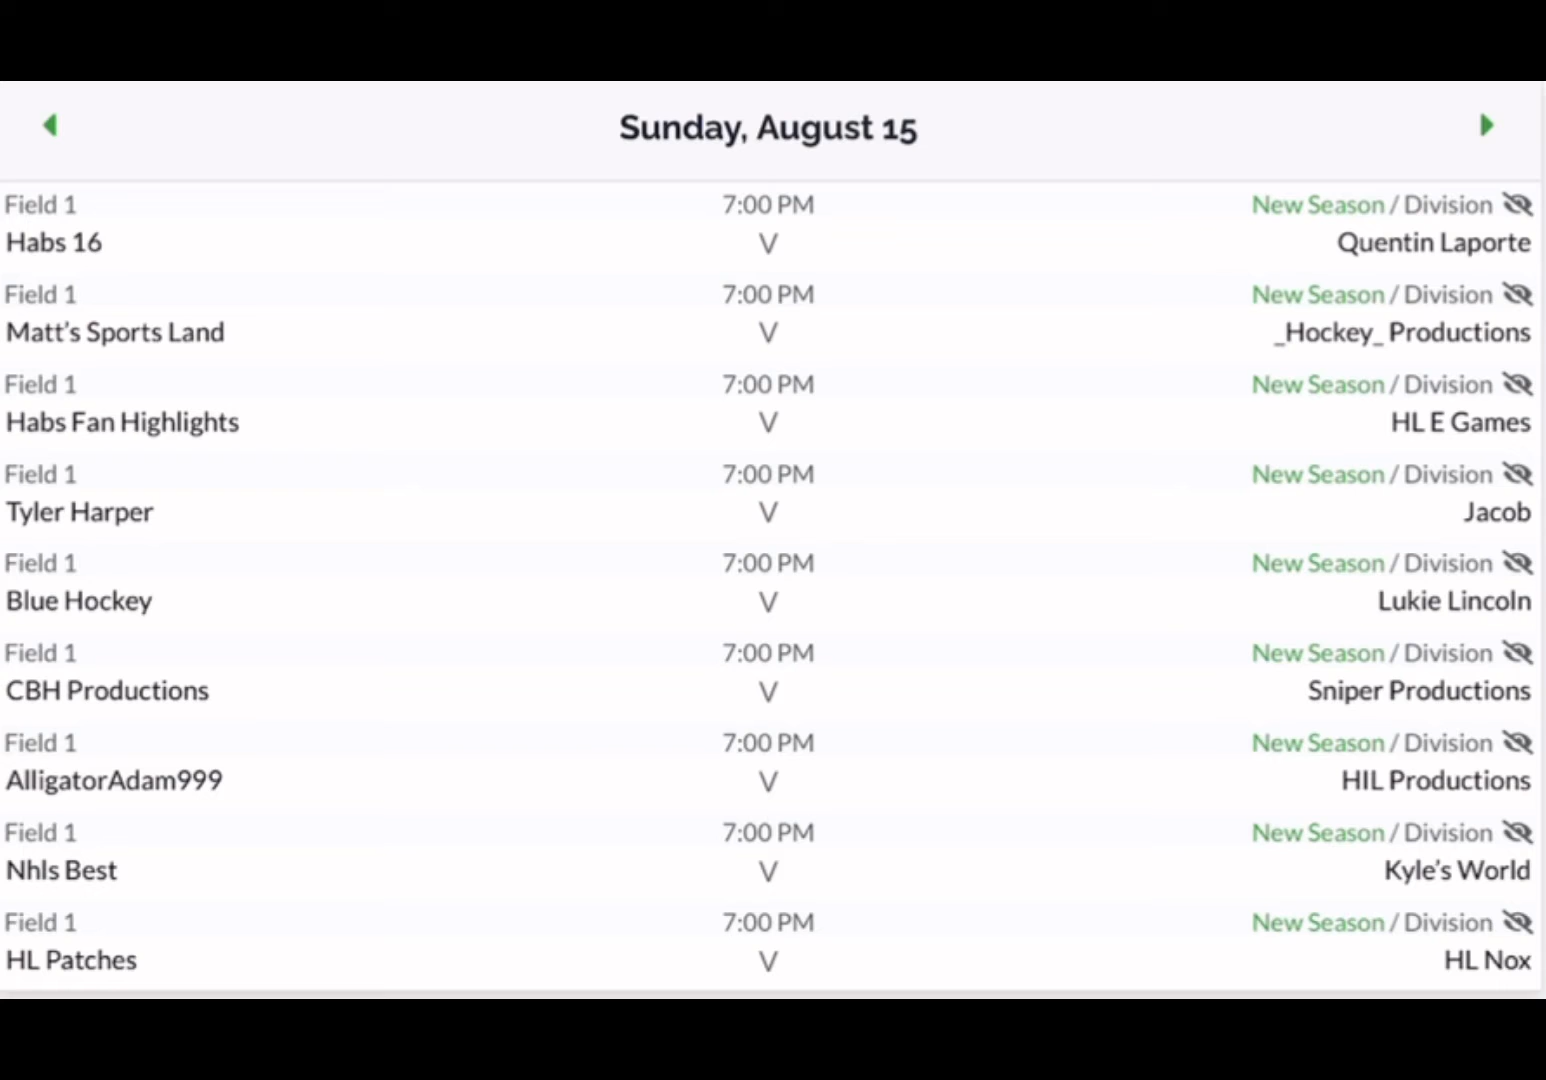 Sunday, August 15
Field 1 7:00 PM New Season / Division
Habs 16 V Quentin Laporte
Field 1 7:00 PM New Season / Division
Matt's Sports Land V _Hockey_ Productions
Field 1 7:00 PM New Season / Division
Habs Fan Highlights V HL E Games
Field 1 7:00 PM New Season / Division
Tyler Harper V Jacob
Field 1 7:00 PM New Season / Division
Blue Hockey V Lukie Lincoln
Field 1 7:00 PM New Season / Division
CBH Productions V Sniper Productions
Field 1 7:00 PM New Season / Division
AlligatorAdam999 V HIL Productions
Field 1 7:00 PM New Season / Division
Nhls Best V Kyle's World
Field 1 7:00 PM New Season / Division
HL Patches V HL Nox